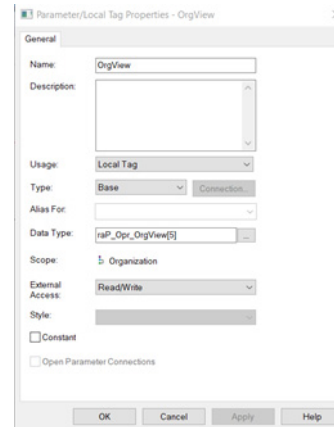 Parameter/Local Tag Properties - OrgView
General
Name: OrgView
Description:
Usage: Local Tag
Type: Base Connection...
Alias For:
Data Type: raP_Opr_OrgView[5] ...
Scope: Organization
External Access: Read/Write
Style:
Constant
Open Parameter Connections
OK Cancel Apply Help